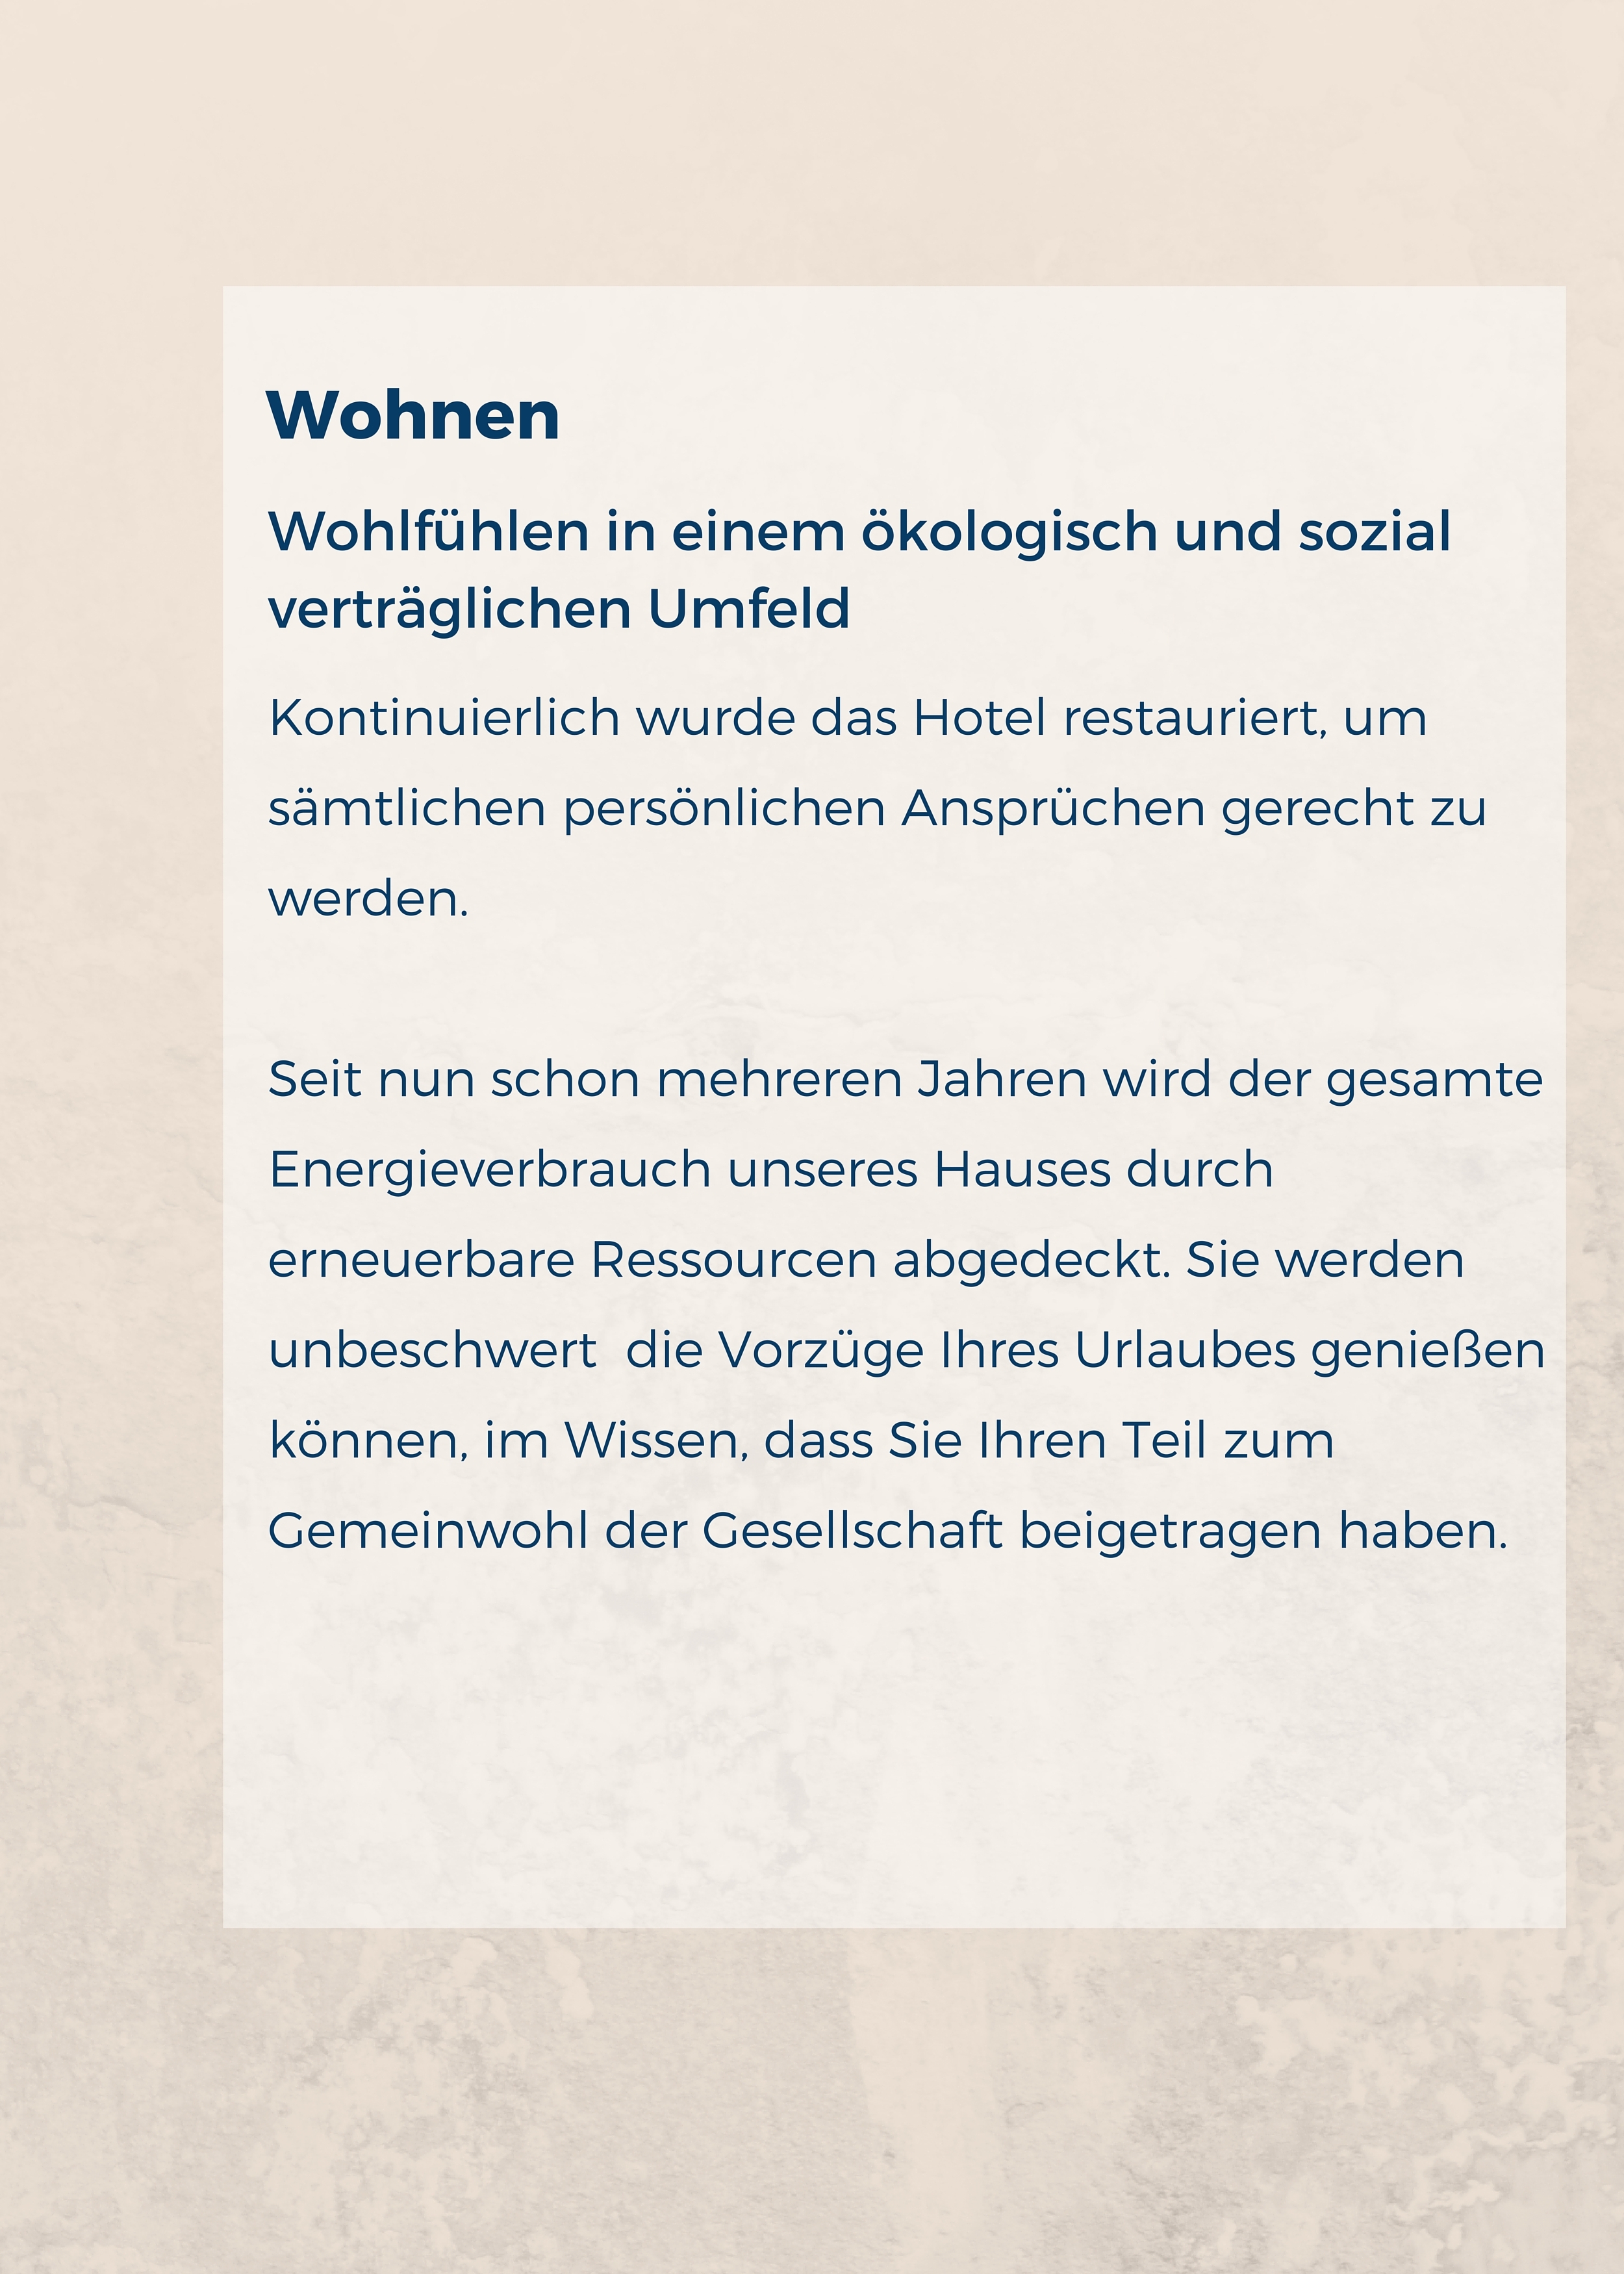 Wohnen
Wohlfühlen in einem ökologisch und sozial
verträglichen Umfeld
Kontinuierlich wurde das Hotel restauriert, um
sämtlichen persönlichen Ansprüchen gerecht zu
werden.
Seit nun schon mehreren Jahren wird der gesamte
Energieverbrauch unseres Hauses durch
erneuerbare Ressourcen abgedeckt. Sie werden
unbeschwert  die Vorzüge Ihres Urlaubes genießen
können, im Wissen, dass Sie Ihren Teil zum
Gemeinwohl der Gesellschaft beigetragen haben.